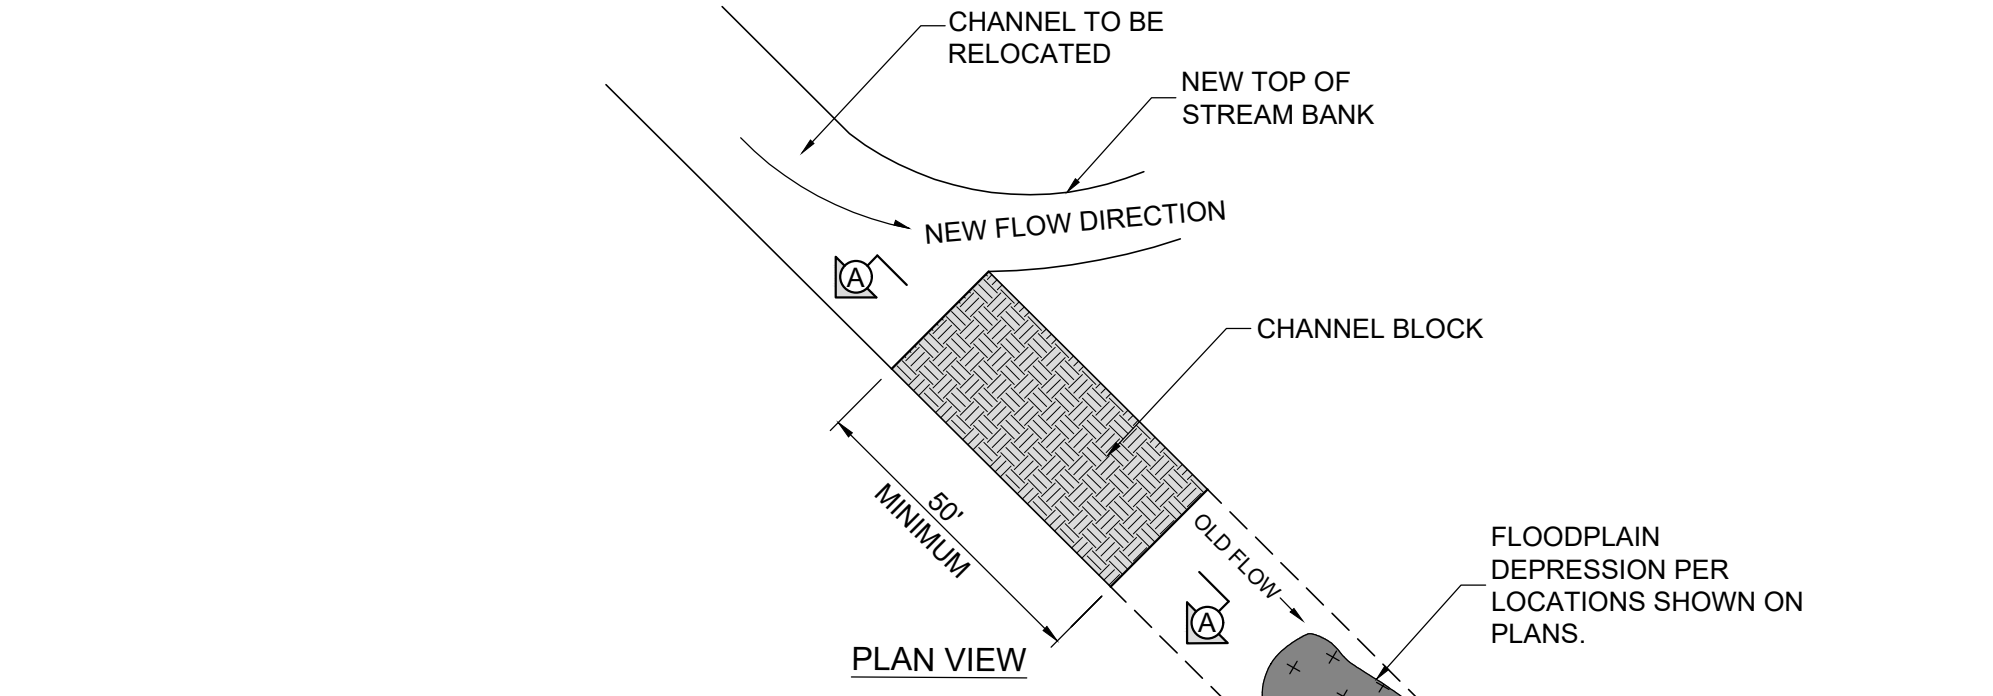 CHANNEL TO BE
RELOCATED
NEW TOP OF
STREAM BANK
NEW FLOW DIRECTION
A
CHANNEL BLOCK
50'
MINIMUM
OLD FLOW
A
FLOODPLAIN
DEPRESSION PER
LOCATIONS SHOWN ON
PLANS.
PLAN VIEW